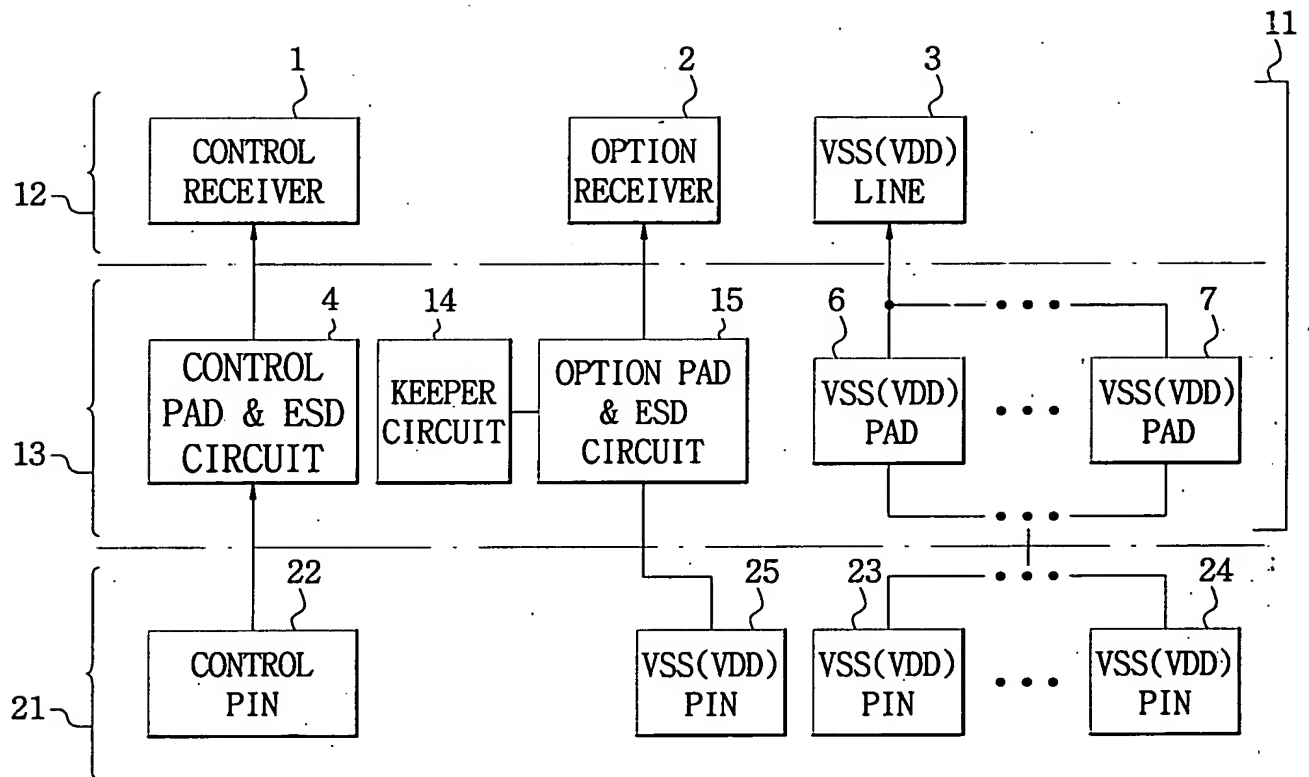 11
1
2
3
CONTROL
RECEIVER
OPTION
RECEIVER
VSS(VDD)
LINE
12
4
14
15
6
7
CONTROL
PAD & ESD
CIRCUIT
KEEPER
CIRCUIT
OPTION PAD
& ESD
CIRCUIT
VSS(VDD)
PAD
VSS(VDD)
PAD
13
22
25
23
24
CONTROL
PIN
VSS(VDD)
PIN
VSS(VDD)
PIN
VSS(VDD)
PIN
21